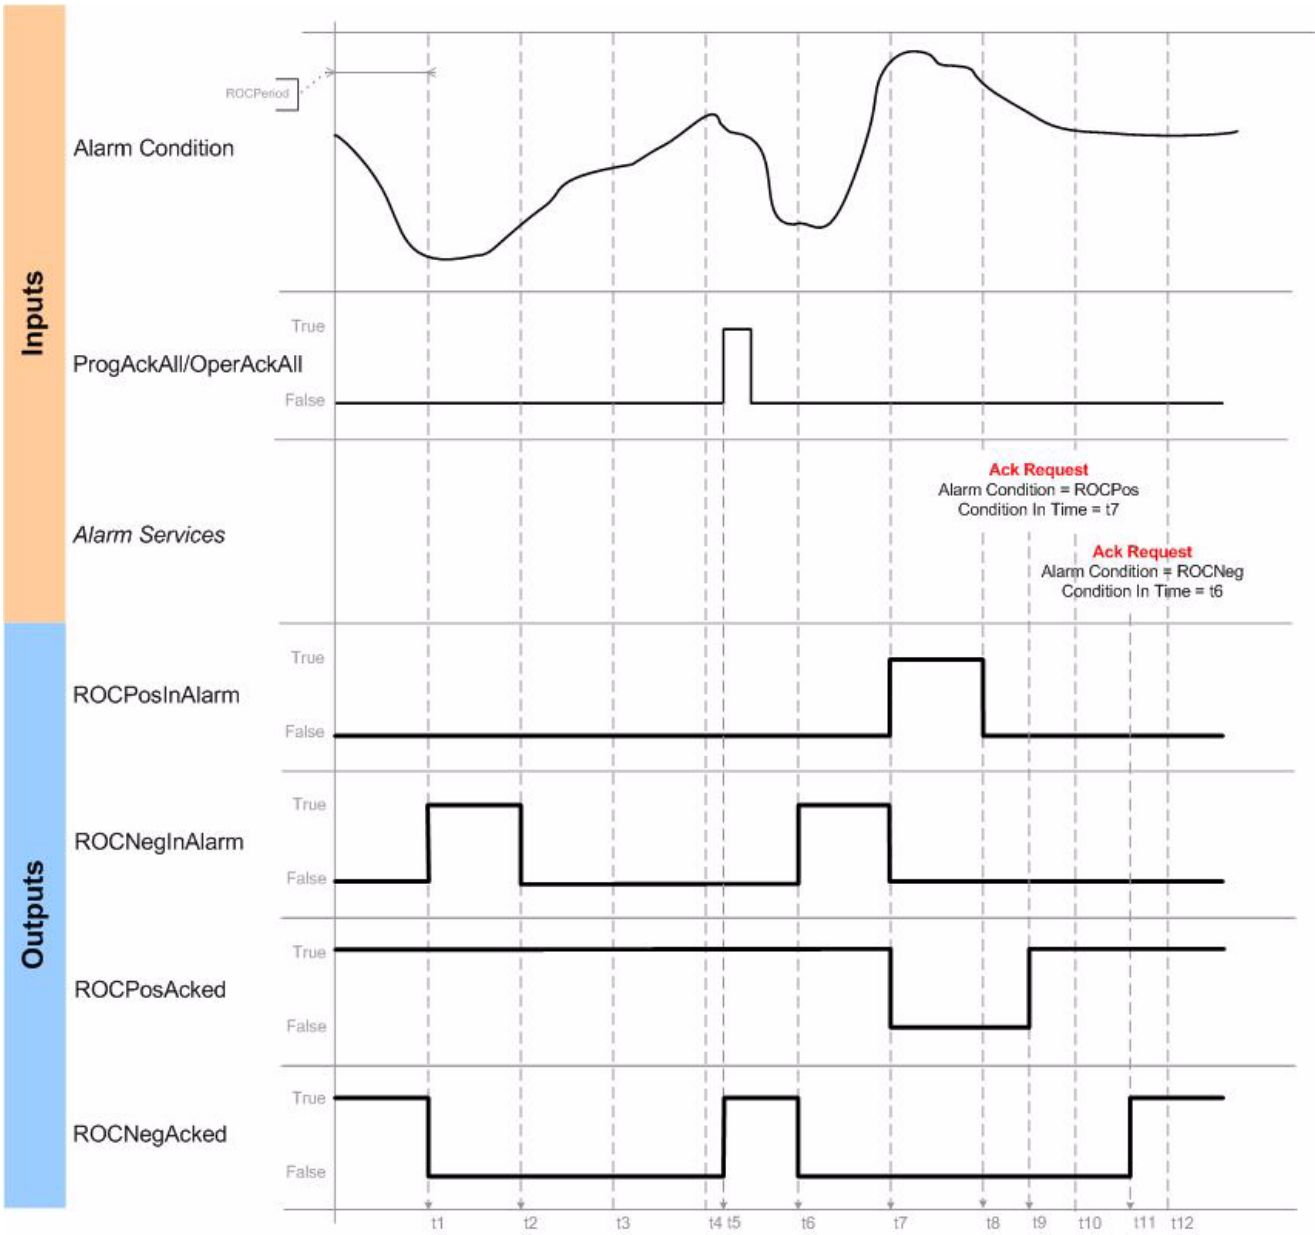 Inputs
ROCPeriod
Alarm Condition
True
ProgAckAll/OperAckAll
False
Ack Request
Alarm Condition = ROCPos
Condition In Time = t7
Alarm Services
Ack Request
Alarm Condition = ROCNeg
Condition In Time = t6
Outputs
True
ROCPosInAlarm
False
True
ROCNegInAlarm
False
True
ROCPosAcked
False
True
ROCNegAcked
False
t1 t2 t3 t4 t5 t6 t7 t8 t9 t10 t11 t12